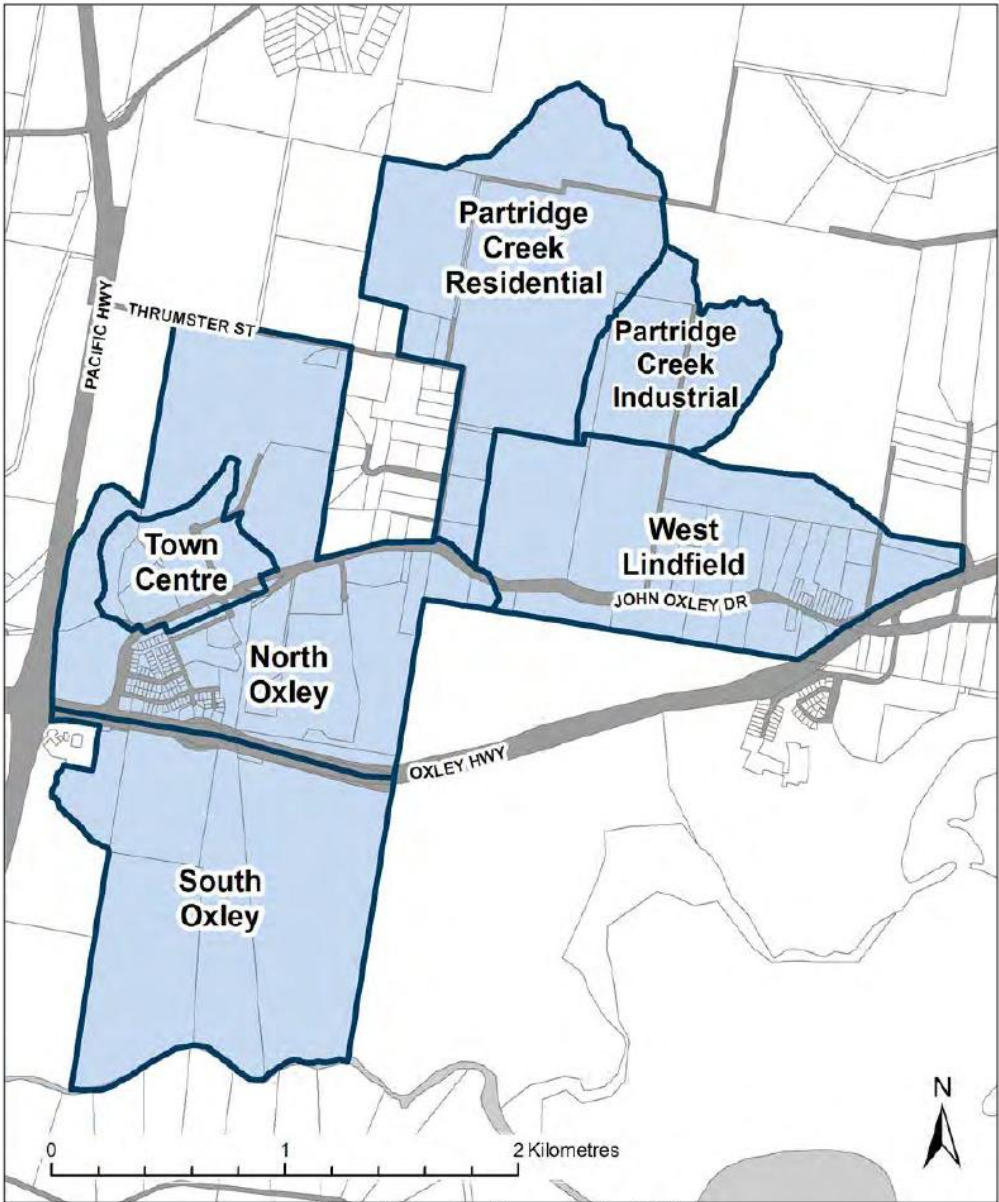 Partridge
Creek
Residential
PACIFIC HWY
THRUMSTER ST
Partridge
Creek
Industrial
Town
Centre
West
Lindfield
JOHN OXLEY DR
North
Oxley
OXLEY HWY
South
Oxley
N
0 1 2 Kilometres